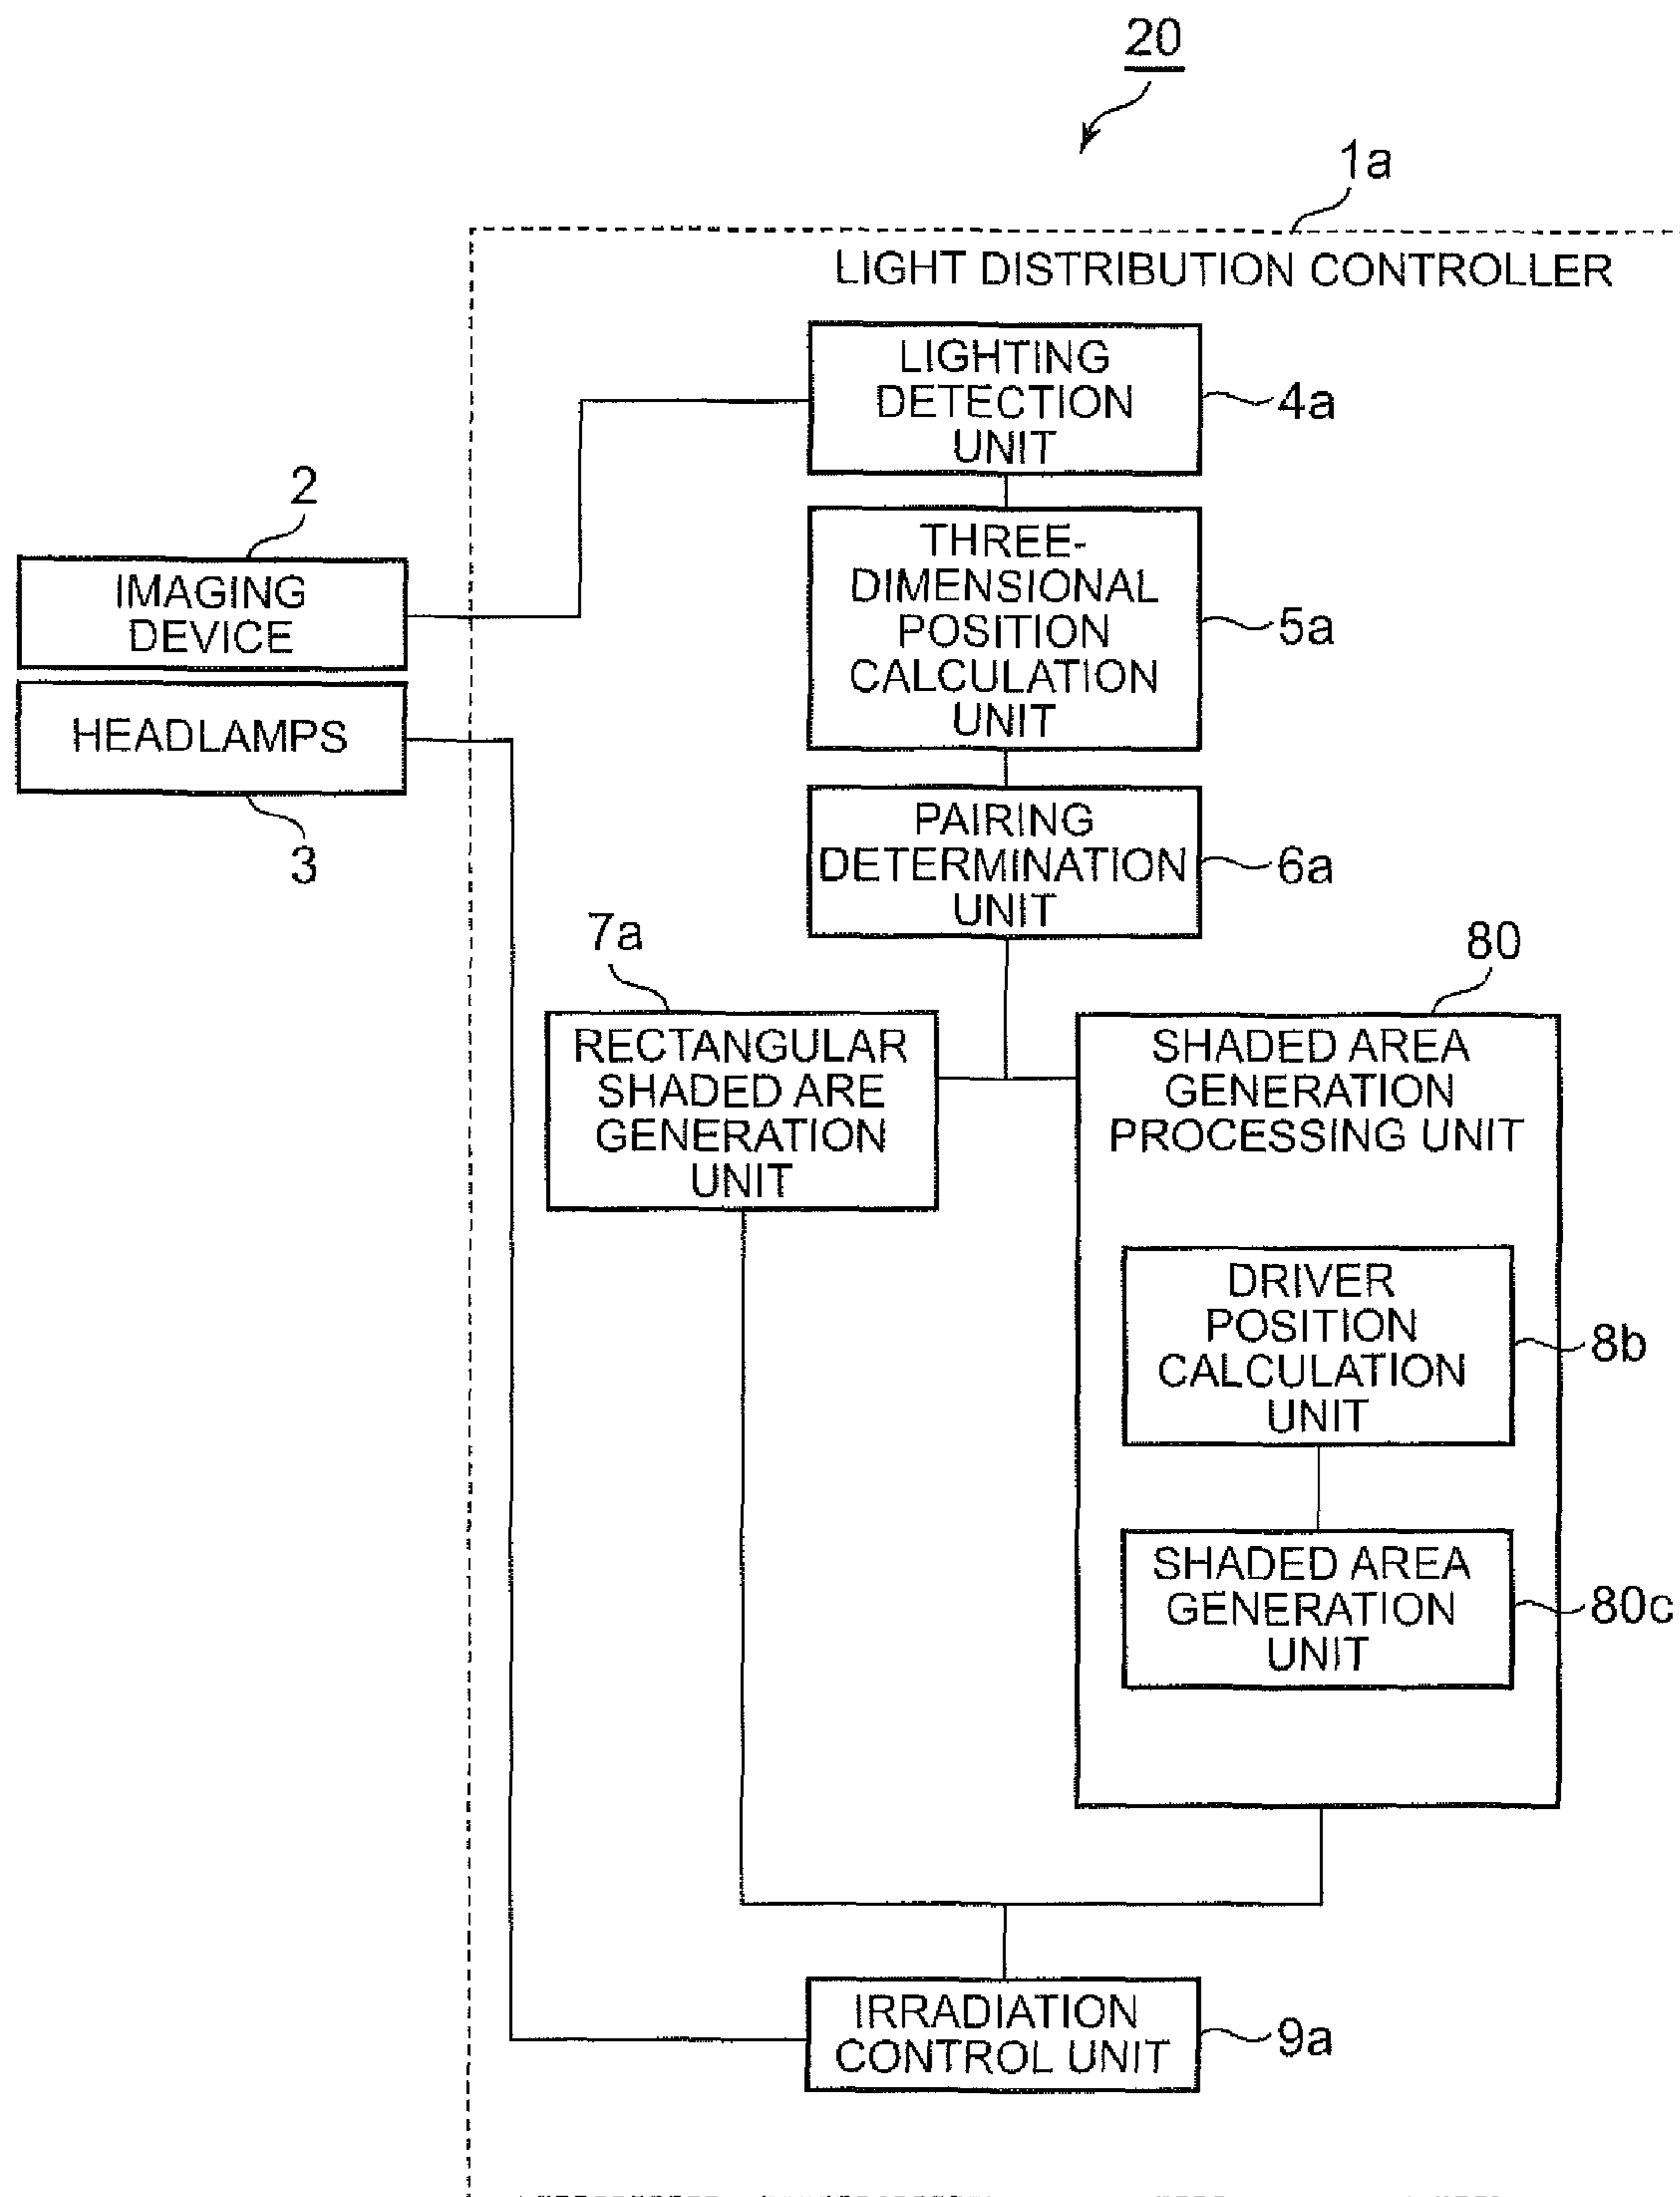 20
1a
LIGHT DISTRIBUTION CONTROLLER
LIGHTING
DETECTION
UNIT
4a
2
IMAGING
DEVICE
THREE-
DIMENSIONAL
POSITION
CALCULATION
UNIT
5a
HEADLAMPS
3
PAIRING
DETERMINATION
UNIT
6a
7a
RECTANGULAR
SHADED ARE
GENERATION
UNIT
80
SHADED AREA
GENERATION
PROCESSING UNIT
DRIVER
POSITION
CALCULATION
UNIT
8b
SHADED AREA
GENERATION
UNIT
80c
IRRADIATION
CONTROL UNIT
9a